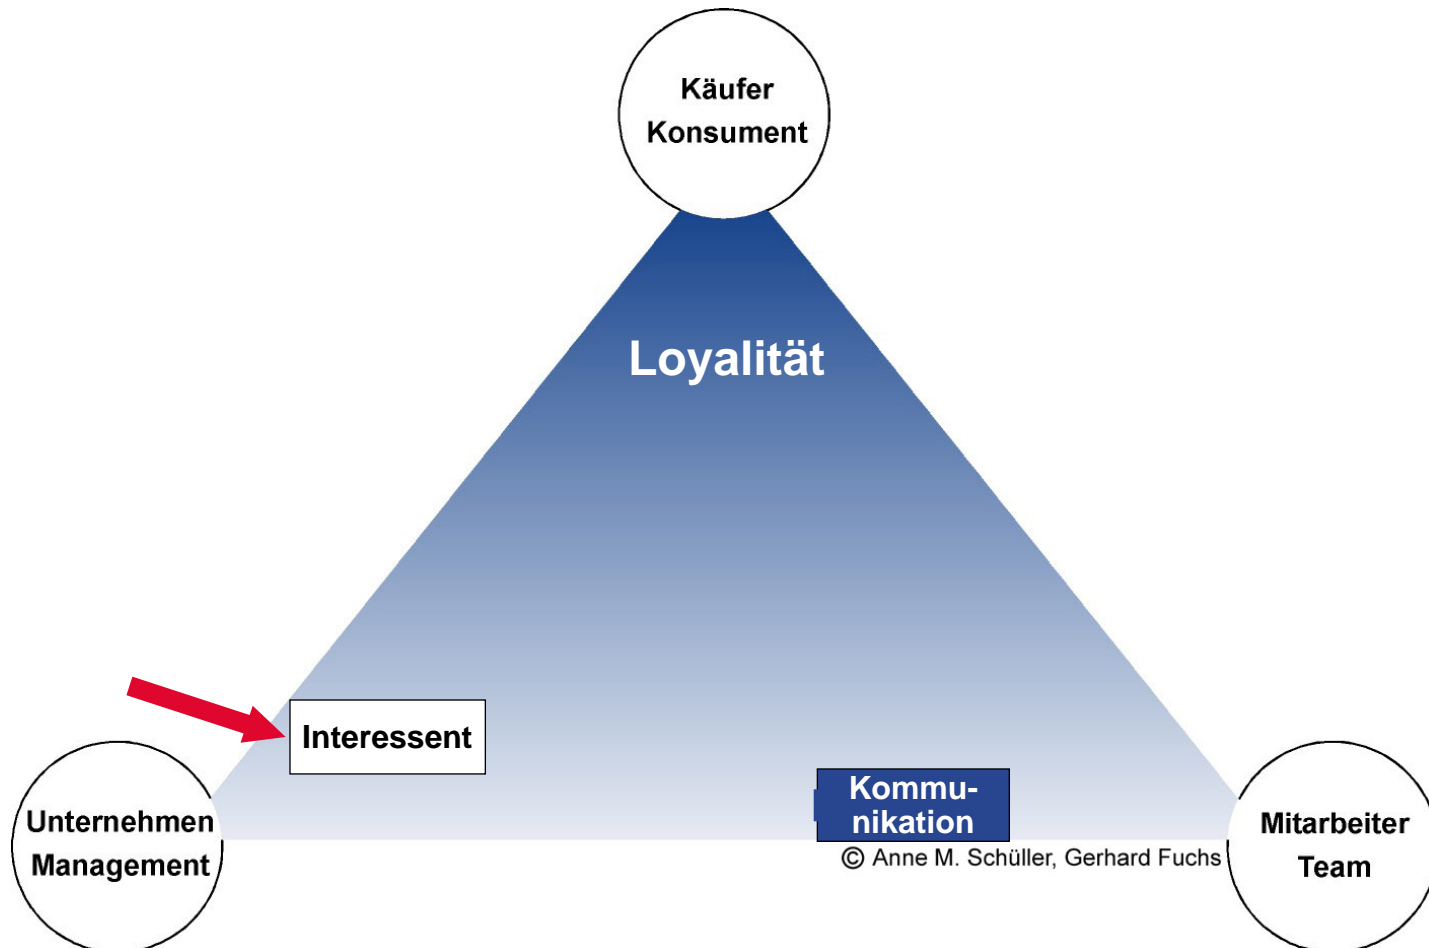 Käufer
Konsument
Loyalität
Interessent
Kommu-
nikation
Unternehmen
Management
Mitarbeiter
Team
© Anne M. Schüller, Gerhard Fuchs